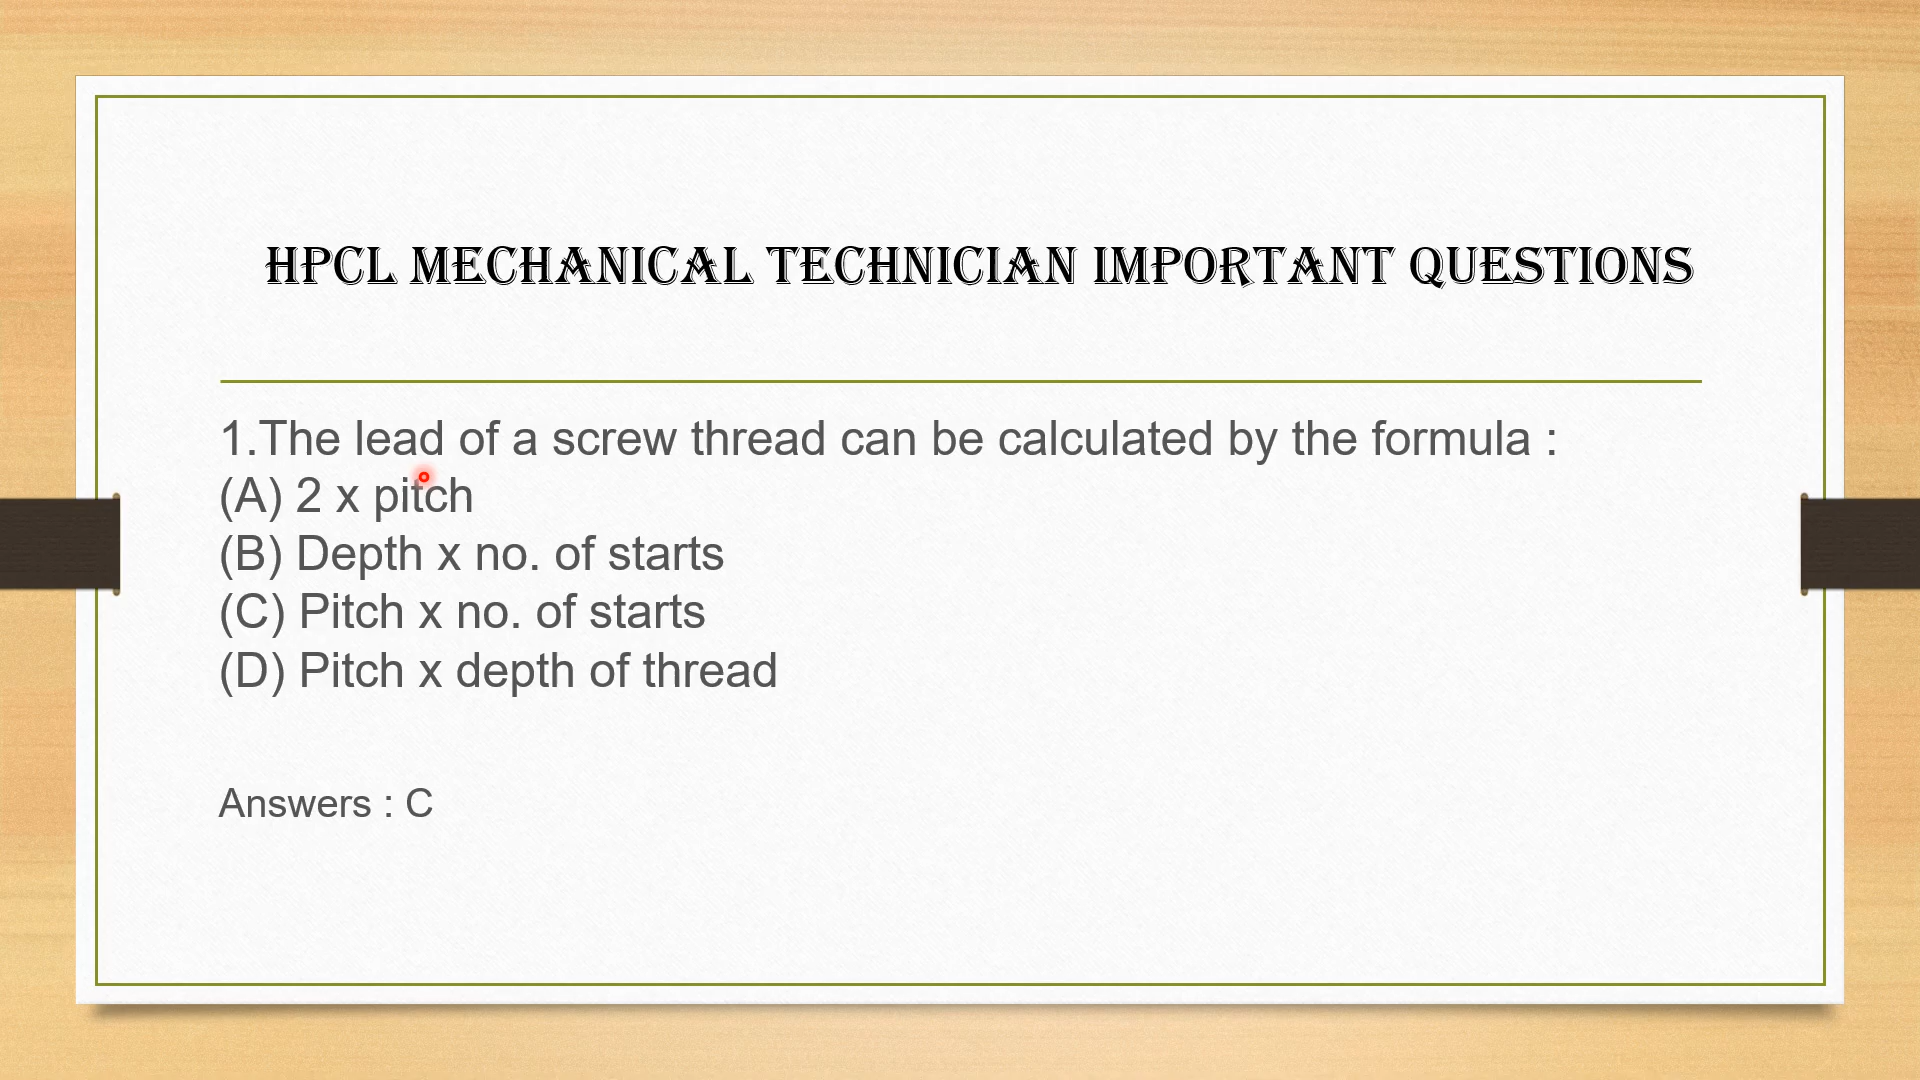 HPCL MECHANICAL TECHNICIAN IMPORTANT QUESTIONS
1.The lead of a screw thread can be calculated by the formula :
(A) 2 x pitch
(B) Depth x no. of starts
(C) Pitch x no. of starts
(D) Pitch x depth of thread
Answers : C